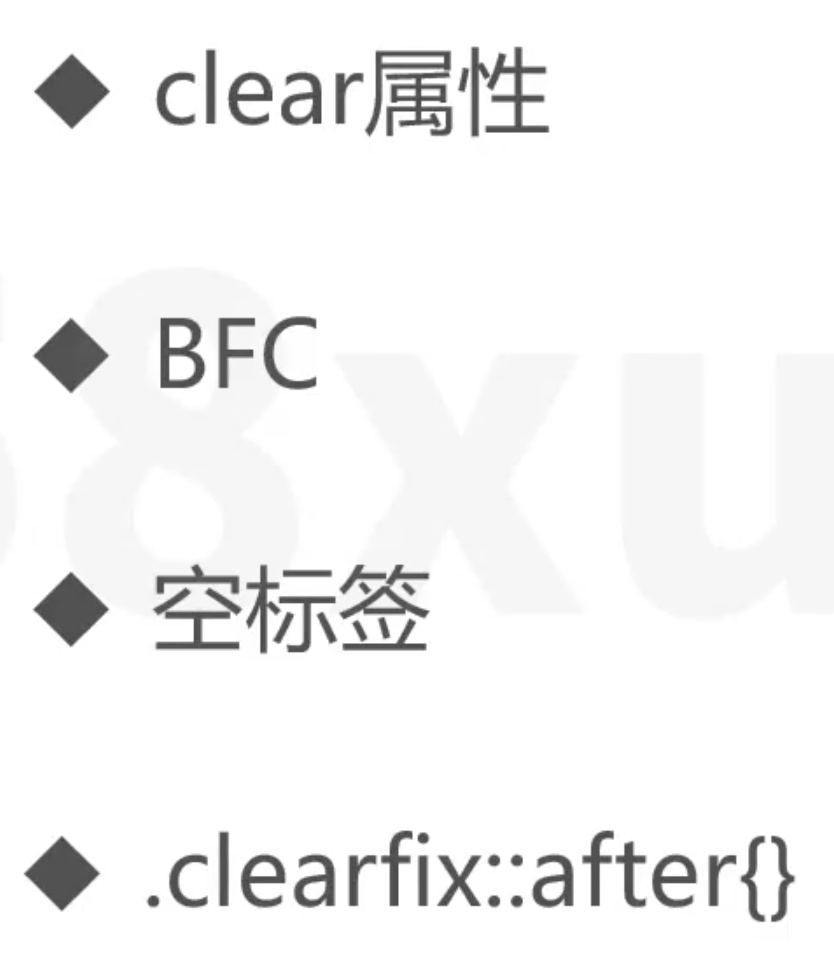 ◆ clear属性
◆ BFC
◆ 空标签
◆ .clearfix::after{}